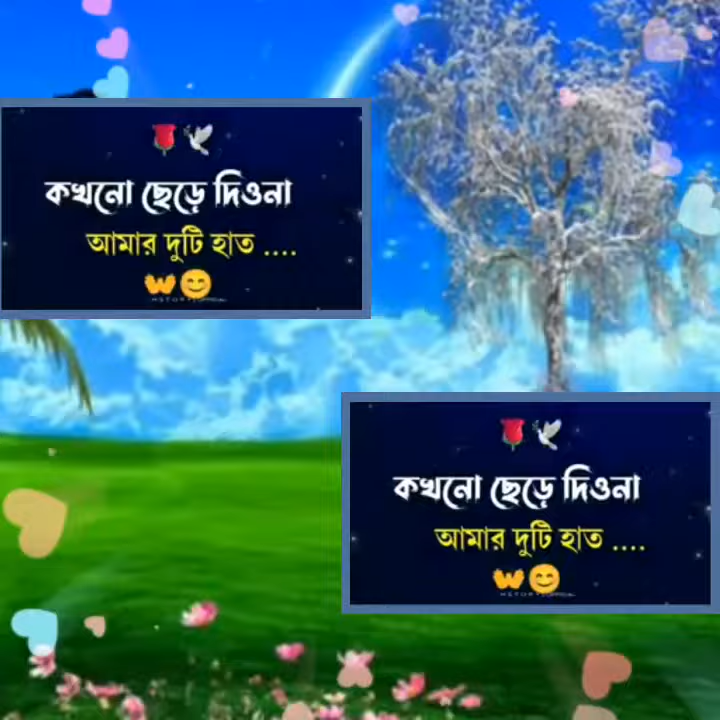 কখনো ছেড়ে দিওনা
আমার দুটি হাত ....
কখনো ছেড়ে দিওনা
আমার দুটি হাত ....